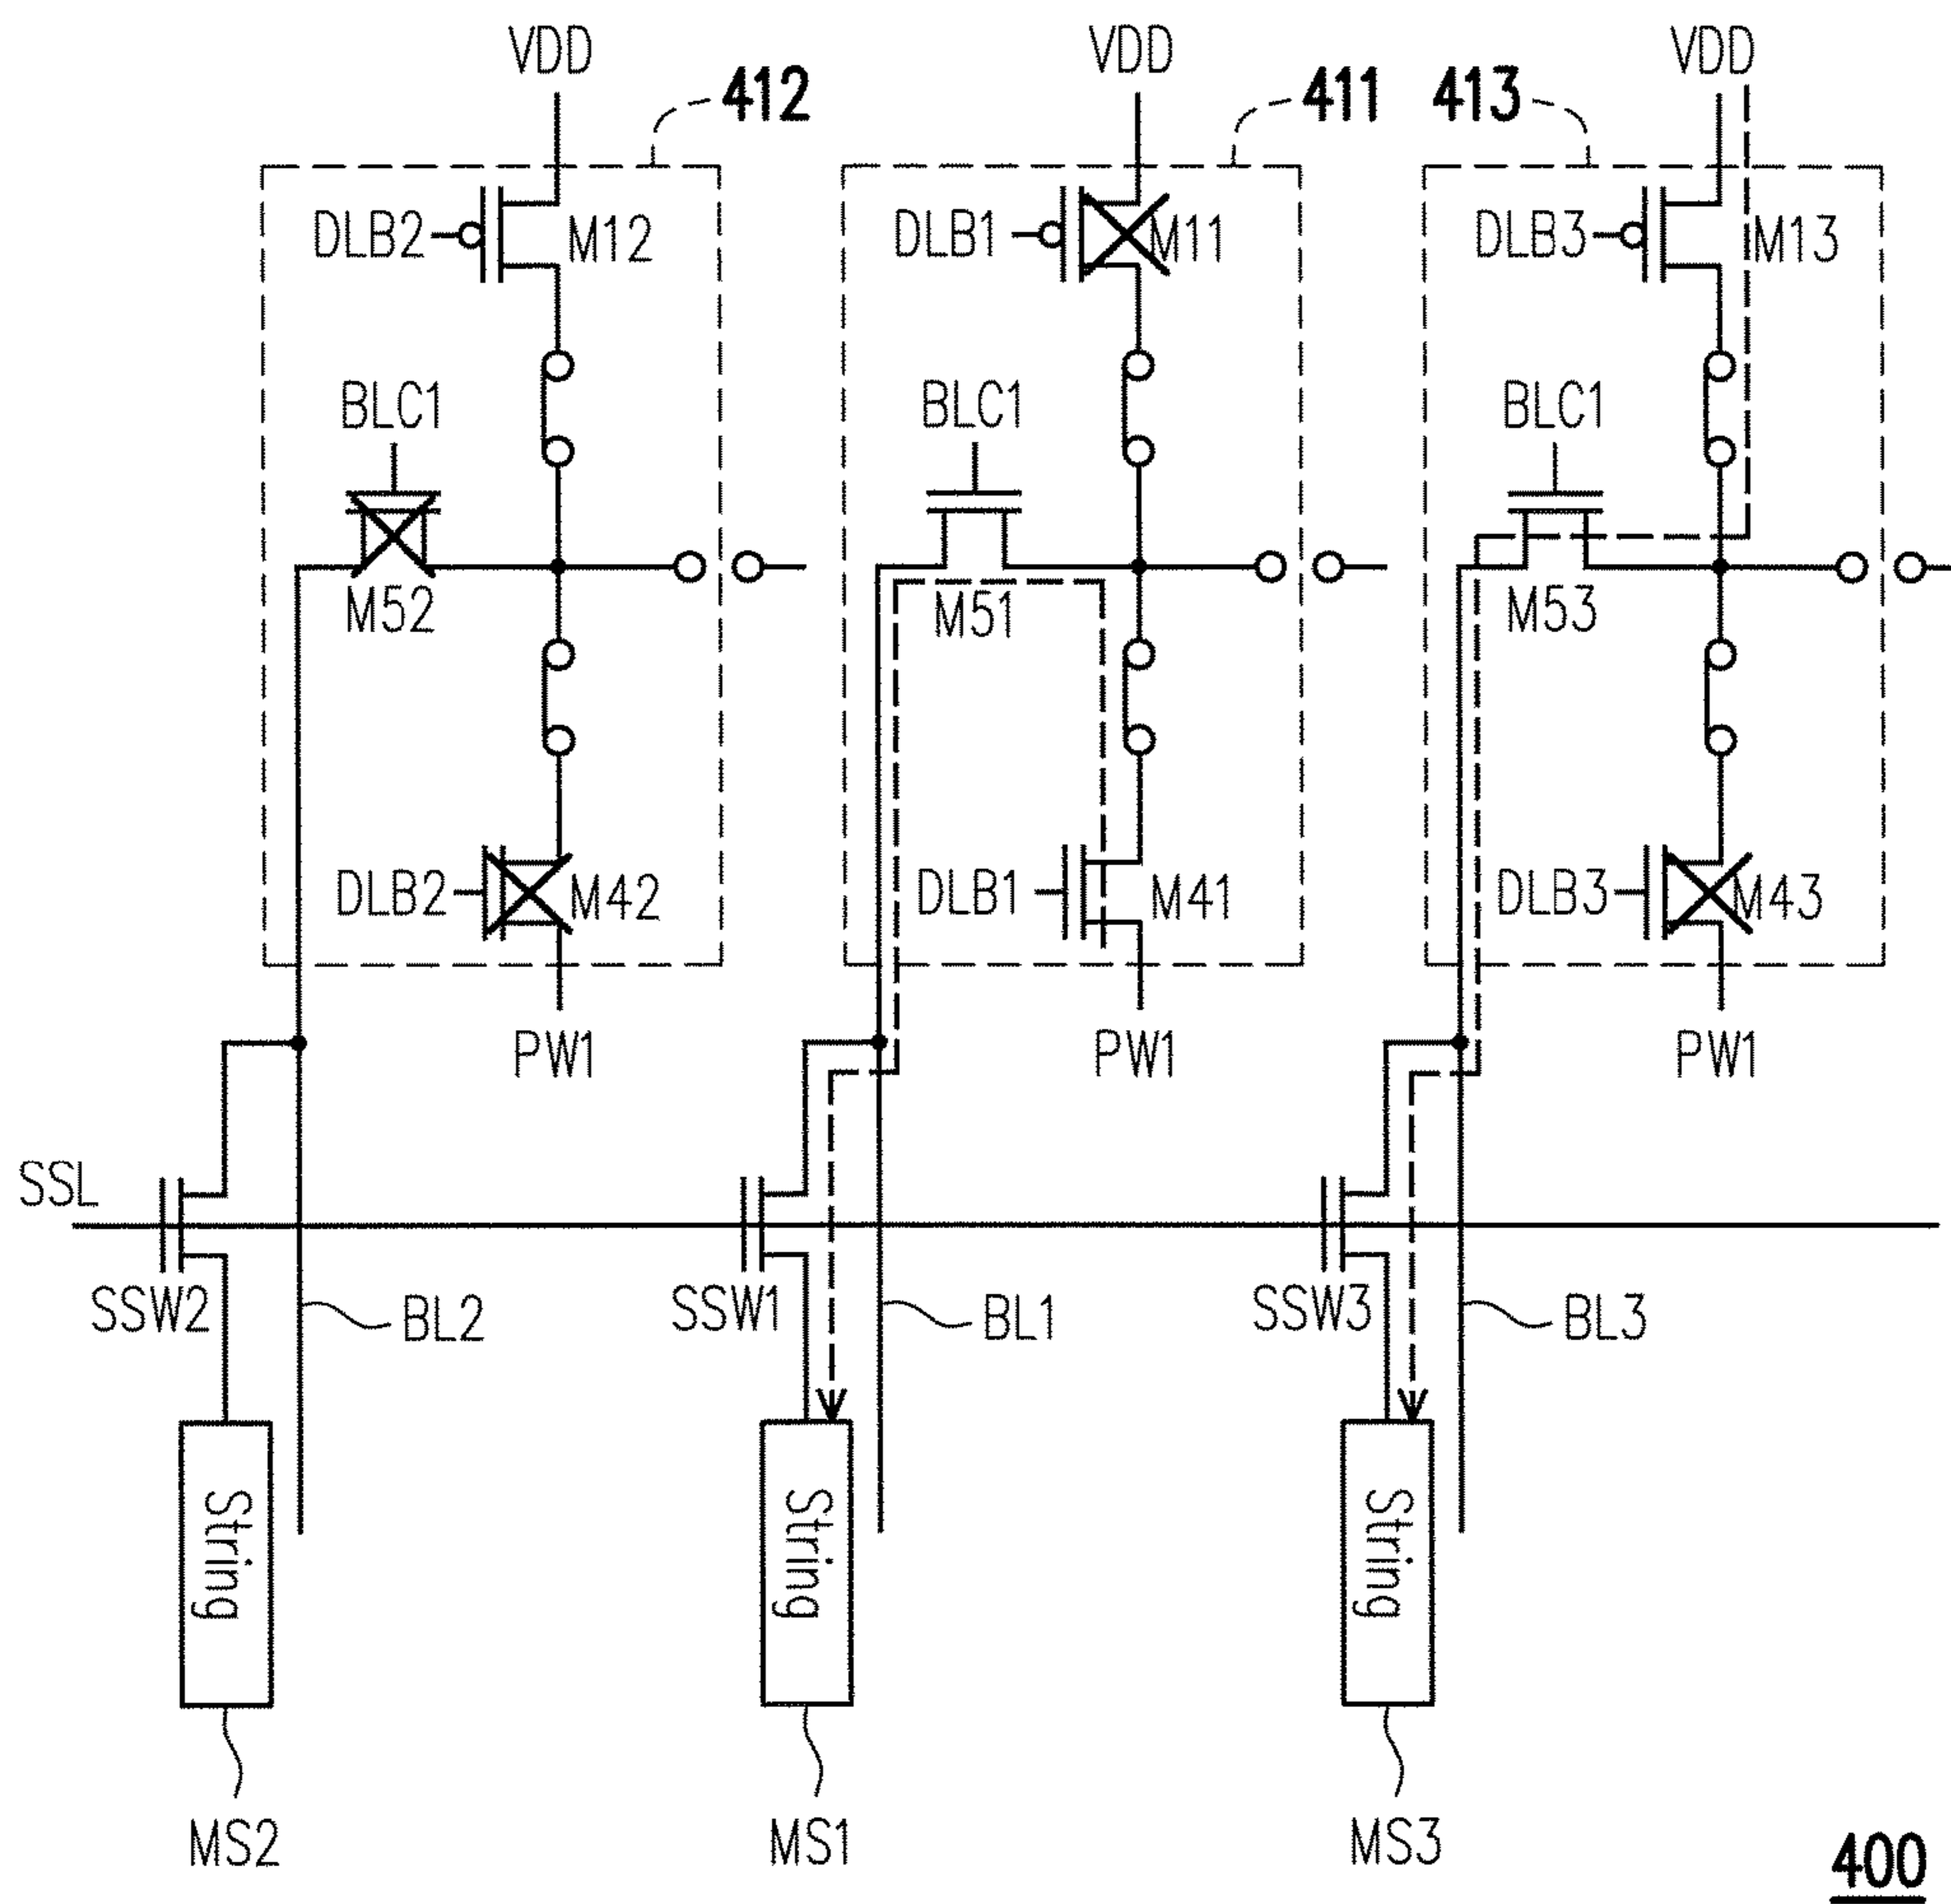 VDD VDD VDD
412 411 413
DLB2 M12 DLB1 M11 DLB3 M13
BLC1 BLC1 BLC1
M52 M51 M53
DLB2 M42 DLB1 M41 DLB3 M43
PW1 PW1 PW1
SSL
SSW2 BL2 SSW1 BL1 SSW3 BL3
String String String
MS2 MS1 MS3
400